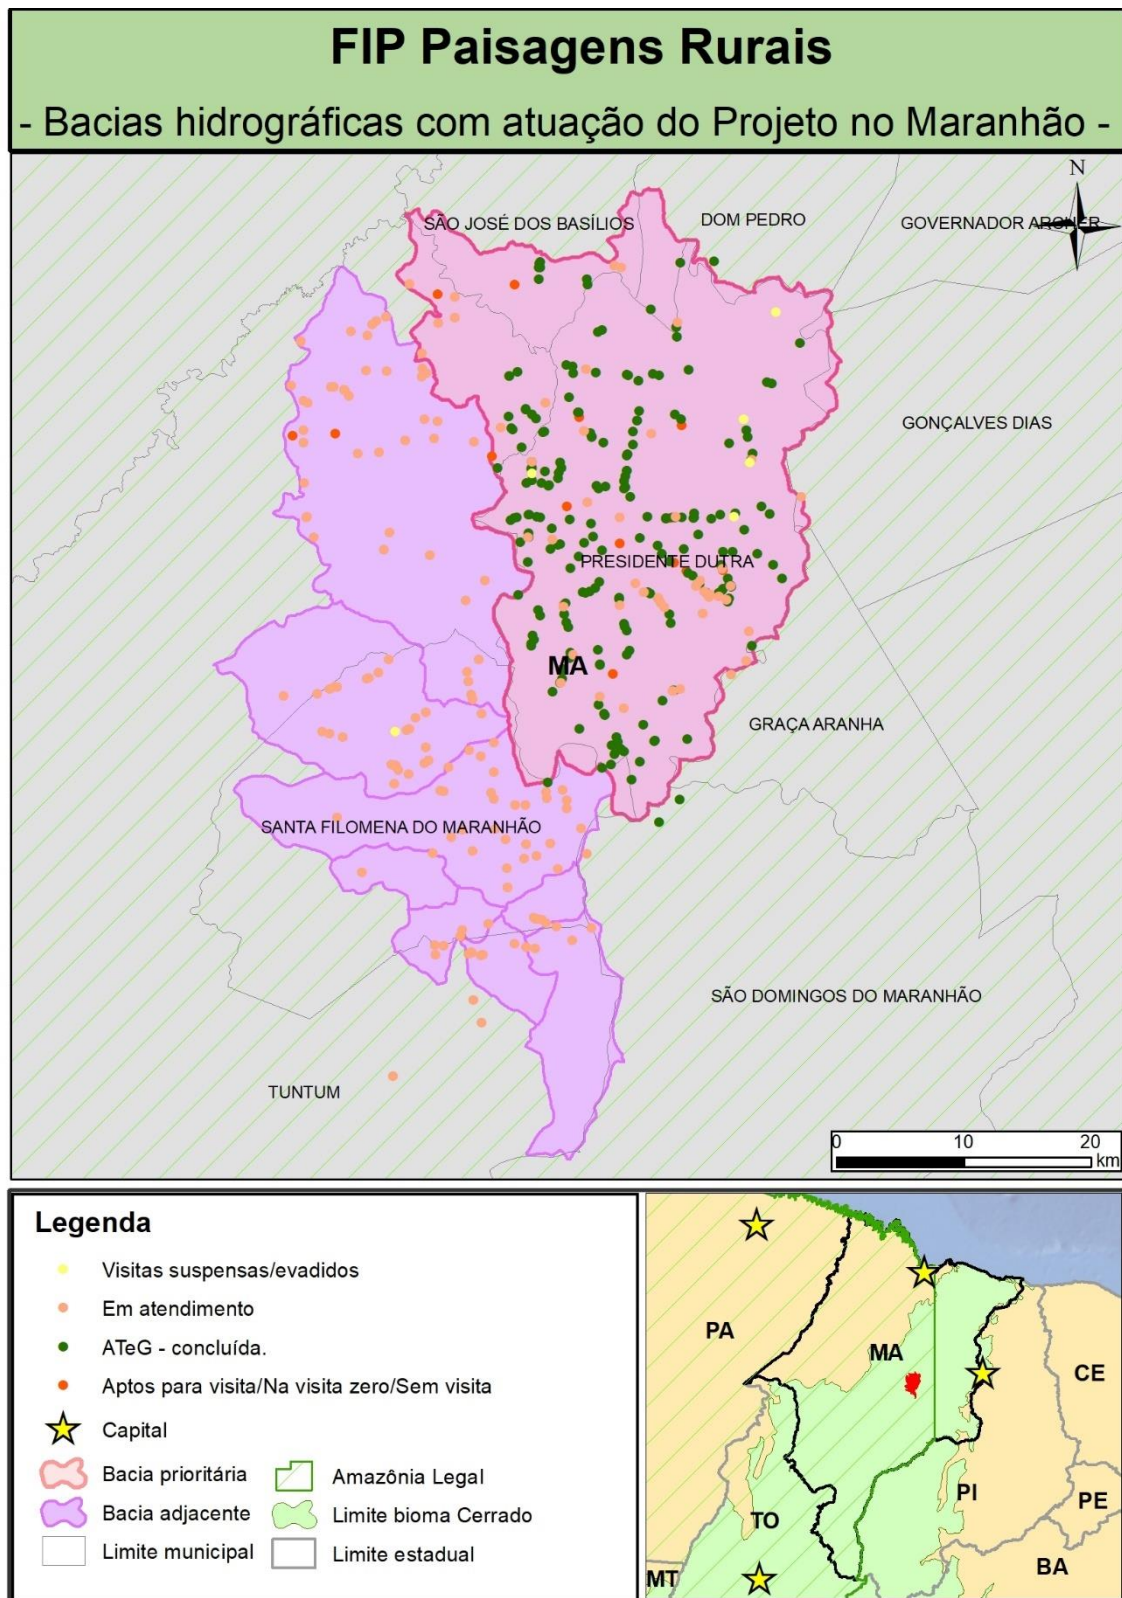 FIP Paisagens Rurais
- Bacias hidrográficas com atuação do Projeto no Maranhão -
N
SÃO JOSÉ DOS BASÍLIOS
DOM PEDRO
GOVERNADOR ARCHER
GONÇALVES DIAS
PRESIDENTE DUTRA
MA
GRAÇA ARANHA
SANTA FILOMENA DO MARANHÃO
SÃO DOMINGOS DO MARANHÃO
TUNTUM
0 10 20
km
Legenda
Visitas suspensas/evadidos
Em atendimento
ATeG - concluída.
Aptos para visita/Na visita zero/Sem visita
Capital
Bacia prioritária
Amazônia Legal
Bacia adjacente
Limite bioma Cerrado
Limite municipal
Limite estadual
PA
MA
CE
PI
PE
TO
BA
MT